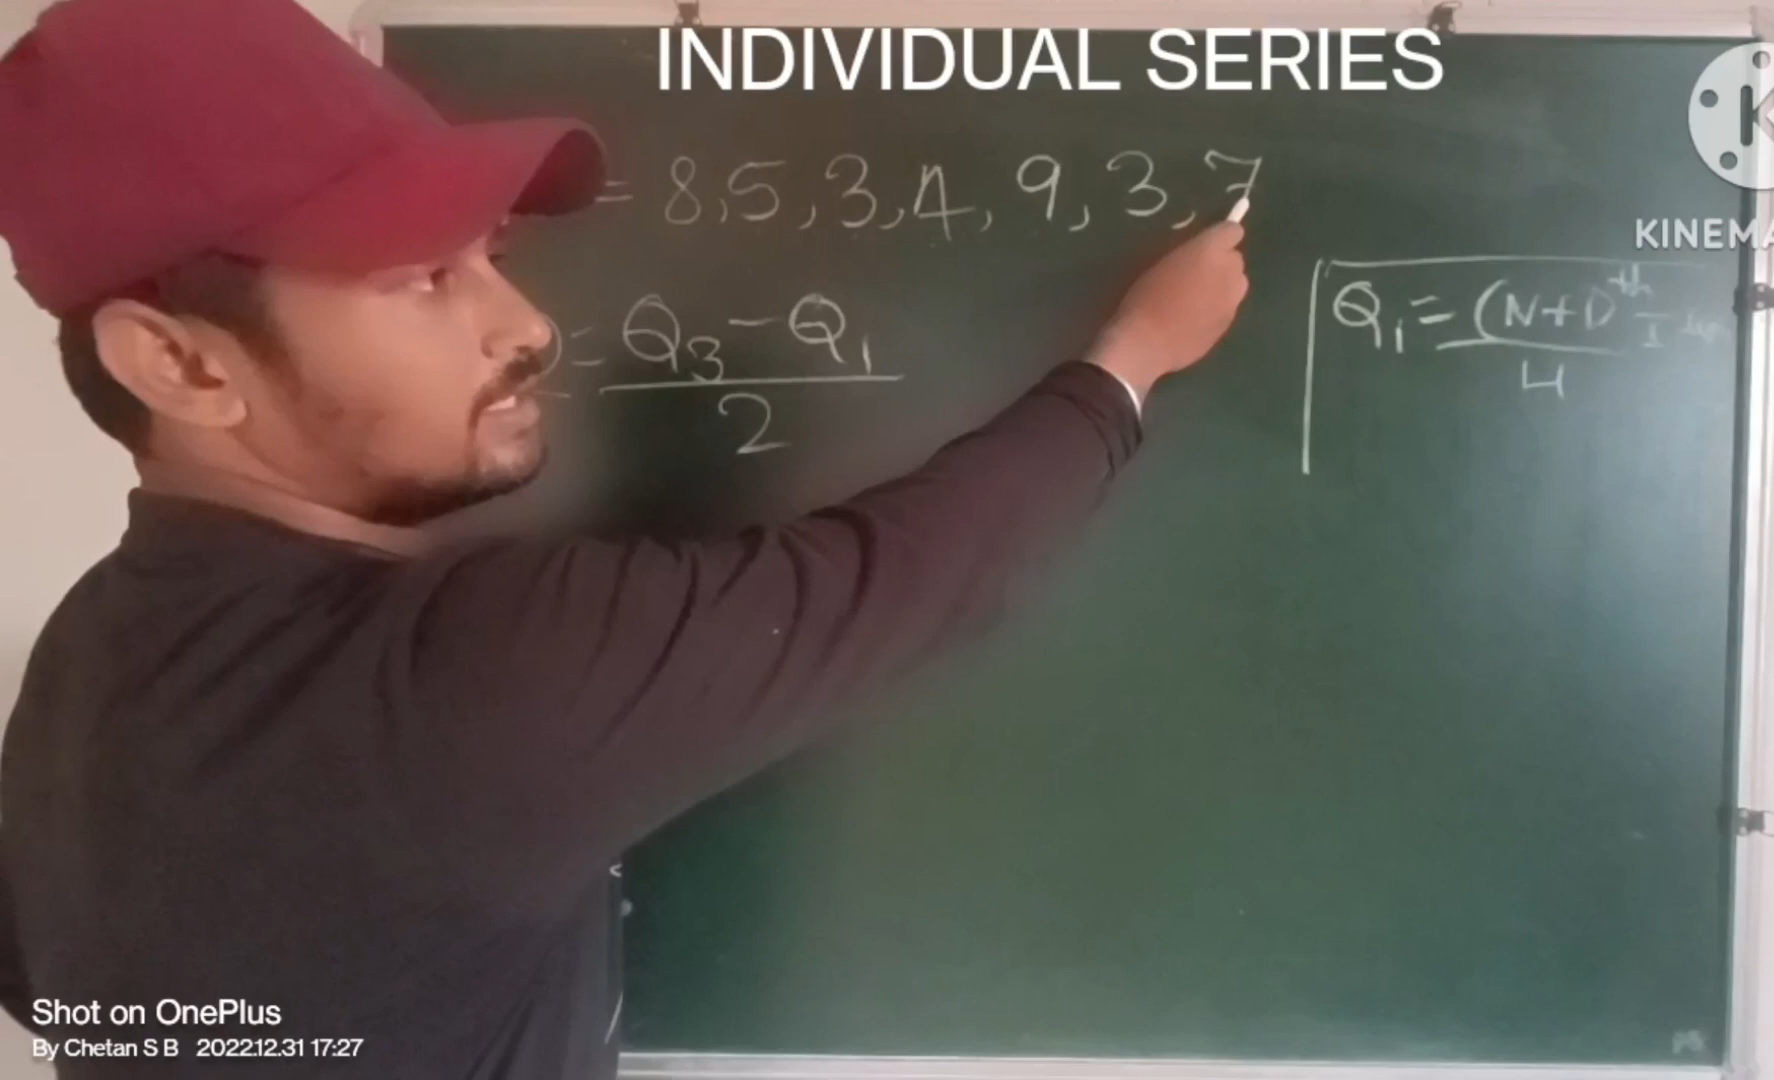 INDIVIDUAL SERIES
= 8,5,3,4,9,3,7
KINEMA
Q₁ = (N+1)th
4
= Q₃ - Q₁
2
Shot on OnePlus
By Chetan S B 2022.12.31 17:27